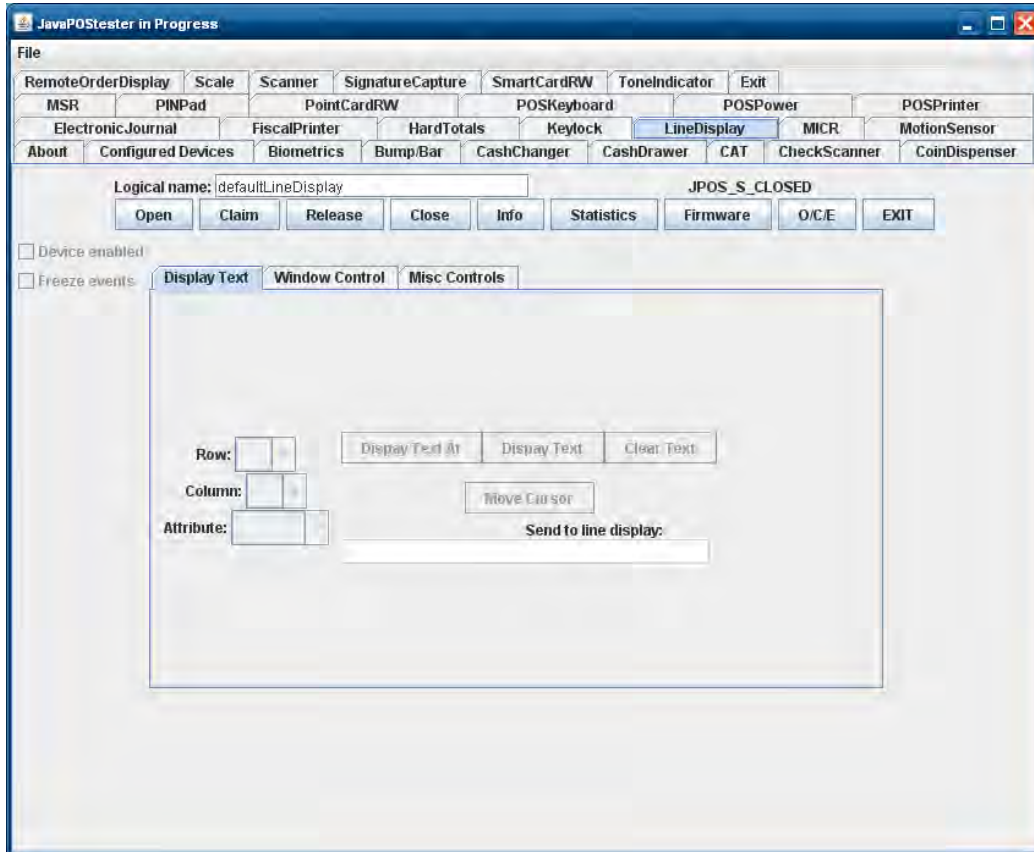 JavaPOStester in Progress
File
RemoteOrderDisplay Scale Scanner SignatureCapture SmartCardRW ToneIndicator Exit
MSR PINPad PointCardRW POSKeyboard POSPower POSPrinter
ElectronicJournal FiscalPrinter HardTotals Keylock LineDisplay MICR MotionSensor
About Configured Devices Biometrics Bump/Bar CashChanger CashDrawer CAT CheckScanner CoinDispenser
Logical name: defaultLineDisplay JPOS_S_CLOSED
Open Claim Release Close Info Statistics Firmware O/C/E EXIT
Device enabled
Freeze events Display Text Window Control Misc Controls
Row: Dispay Text At Dispay Text Clear Text
Column: Move Cursor
Attribute: Send to line display: